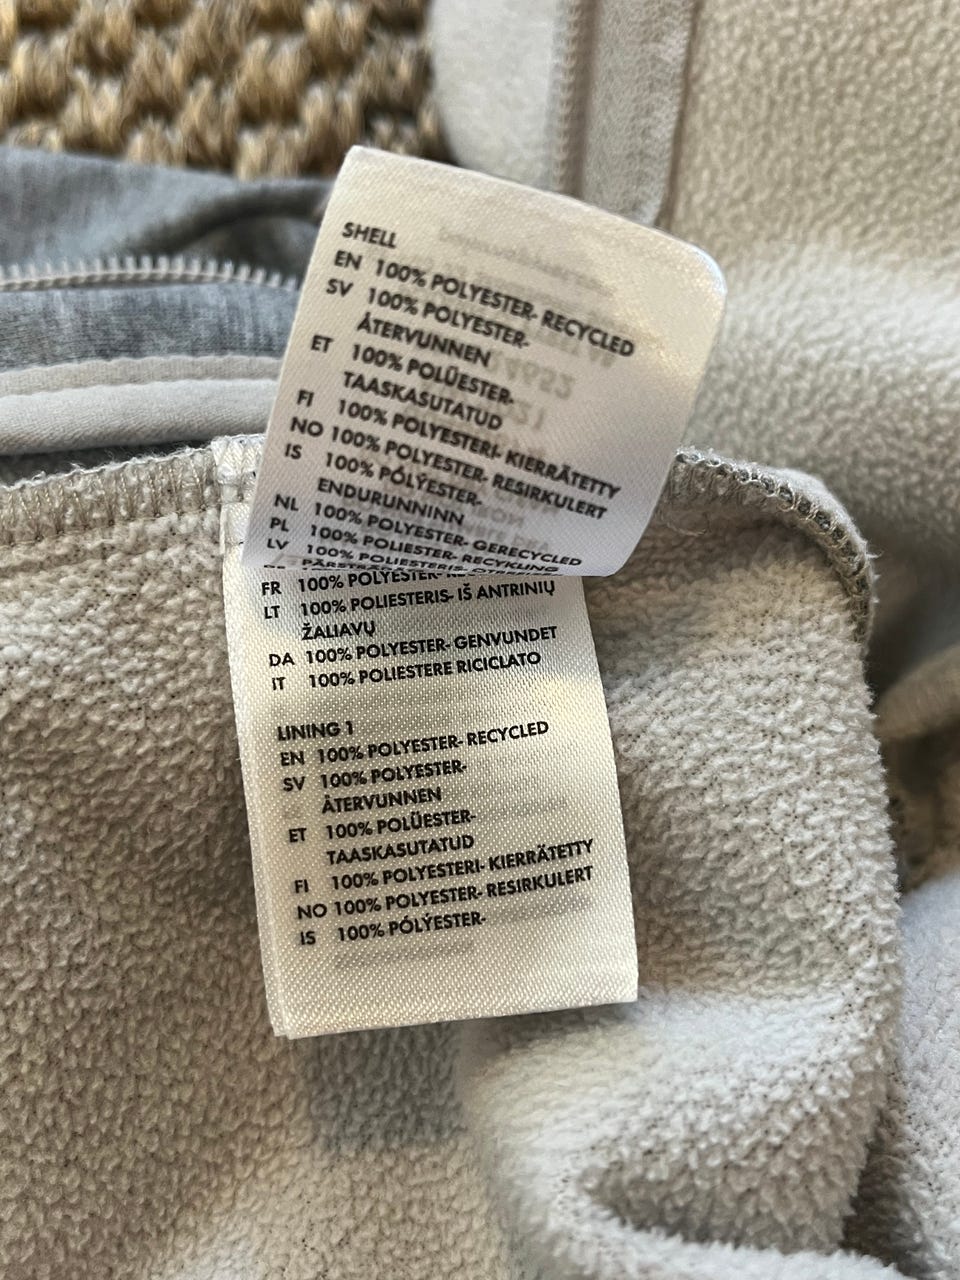 SHELL
EN 100% POLYESTER- RECYCLED
SV 100% POLYESTER-
ÅTERVUNNEN
ET 100% POLÜESTER-
TAASKASUTATUD
FI 100% POLYESTERI- KIERRÄTETTY
NO 100% POLYESTER- RESIRKULERT
IS 100% PÓLÝESTER-
ENDURUNNINN
NL 100% POLYESTER- GERECYCLED
PL 100% POLIESTER- RECYKLING
LV 100% POLIESTERIS-
FR 100% POLYESTER-
LT 100% POLIESTERIS- IŠ ANTRINIŲ
ŽALIAVŲ
DA 100% POLYESTER- GENVUNDET
IT 100% POLIESTERE RICICLATO
LINING 1
EN 100% POLYESTER- RECYCLED
SV 100% POLYESTER-
ÅTERVUNNEN
ET 100% POLÜESTER-
TAASKASUTATUD
FI 100% POLYESTERI- KIERRÄTETTY
NO 100% POLYESTER- RESIRKULERT
IS 100% PÓLÝESTER-